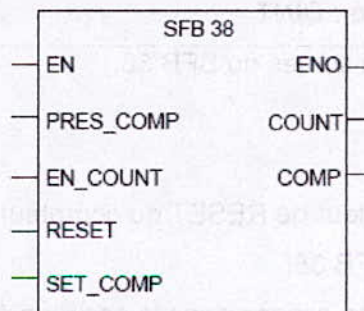 SFB 38
EN ENO
PRES_COMP COUNT
EN_COUNT COMP
RESET
SET_COMP